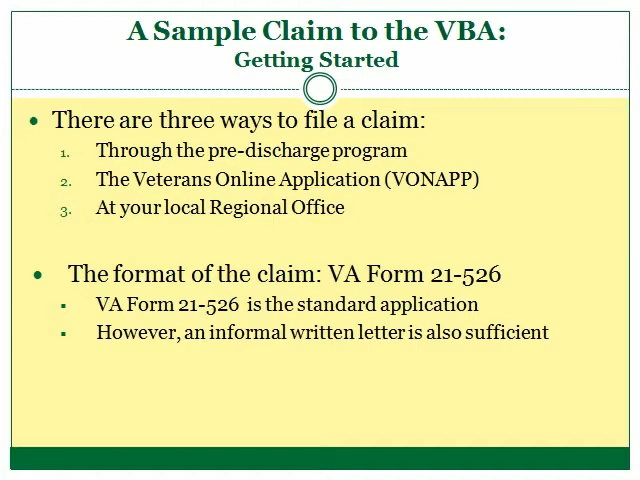 A Sample Claim to the VBA:
Getting Started
• There are three ways to file a claim:
1. Through the pre-discharge program
2. The Veterans Online Application (VONAPP)
3. At your local Regional Office
• The format of the claim: VA Form 21-526
▪ VA Form 21-526 is the standard application
▪ However, an informal written letter is also sufficient